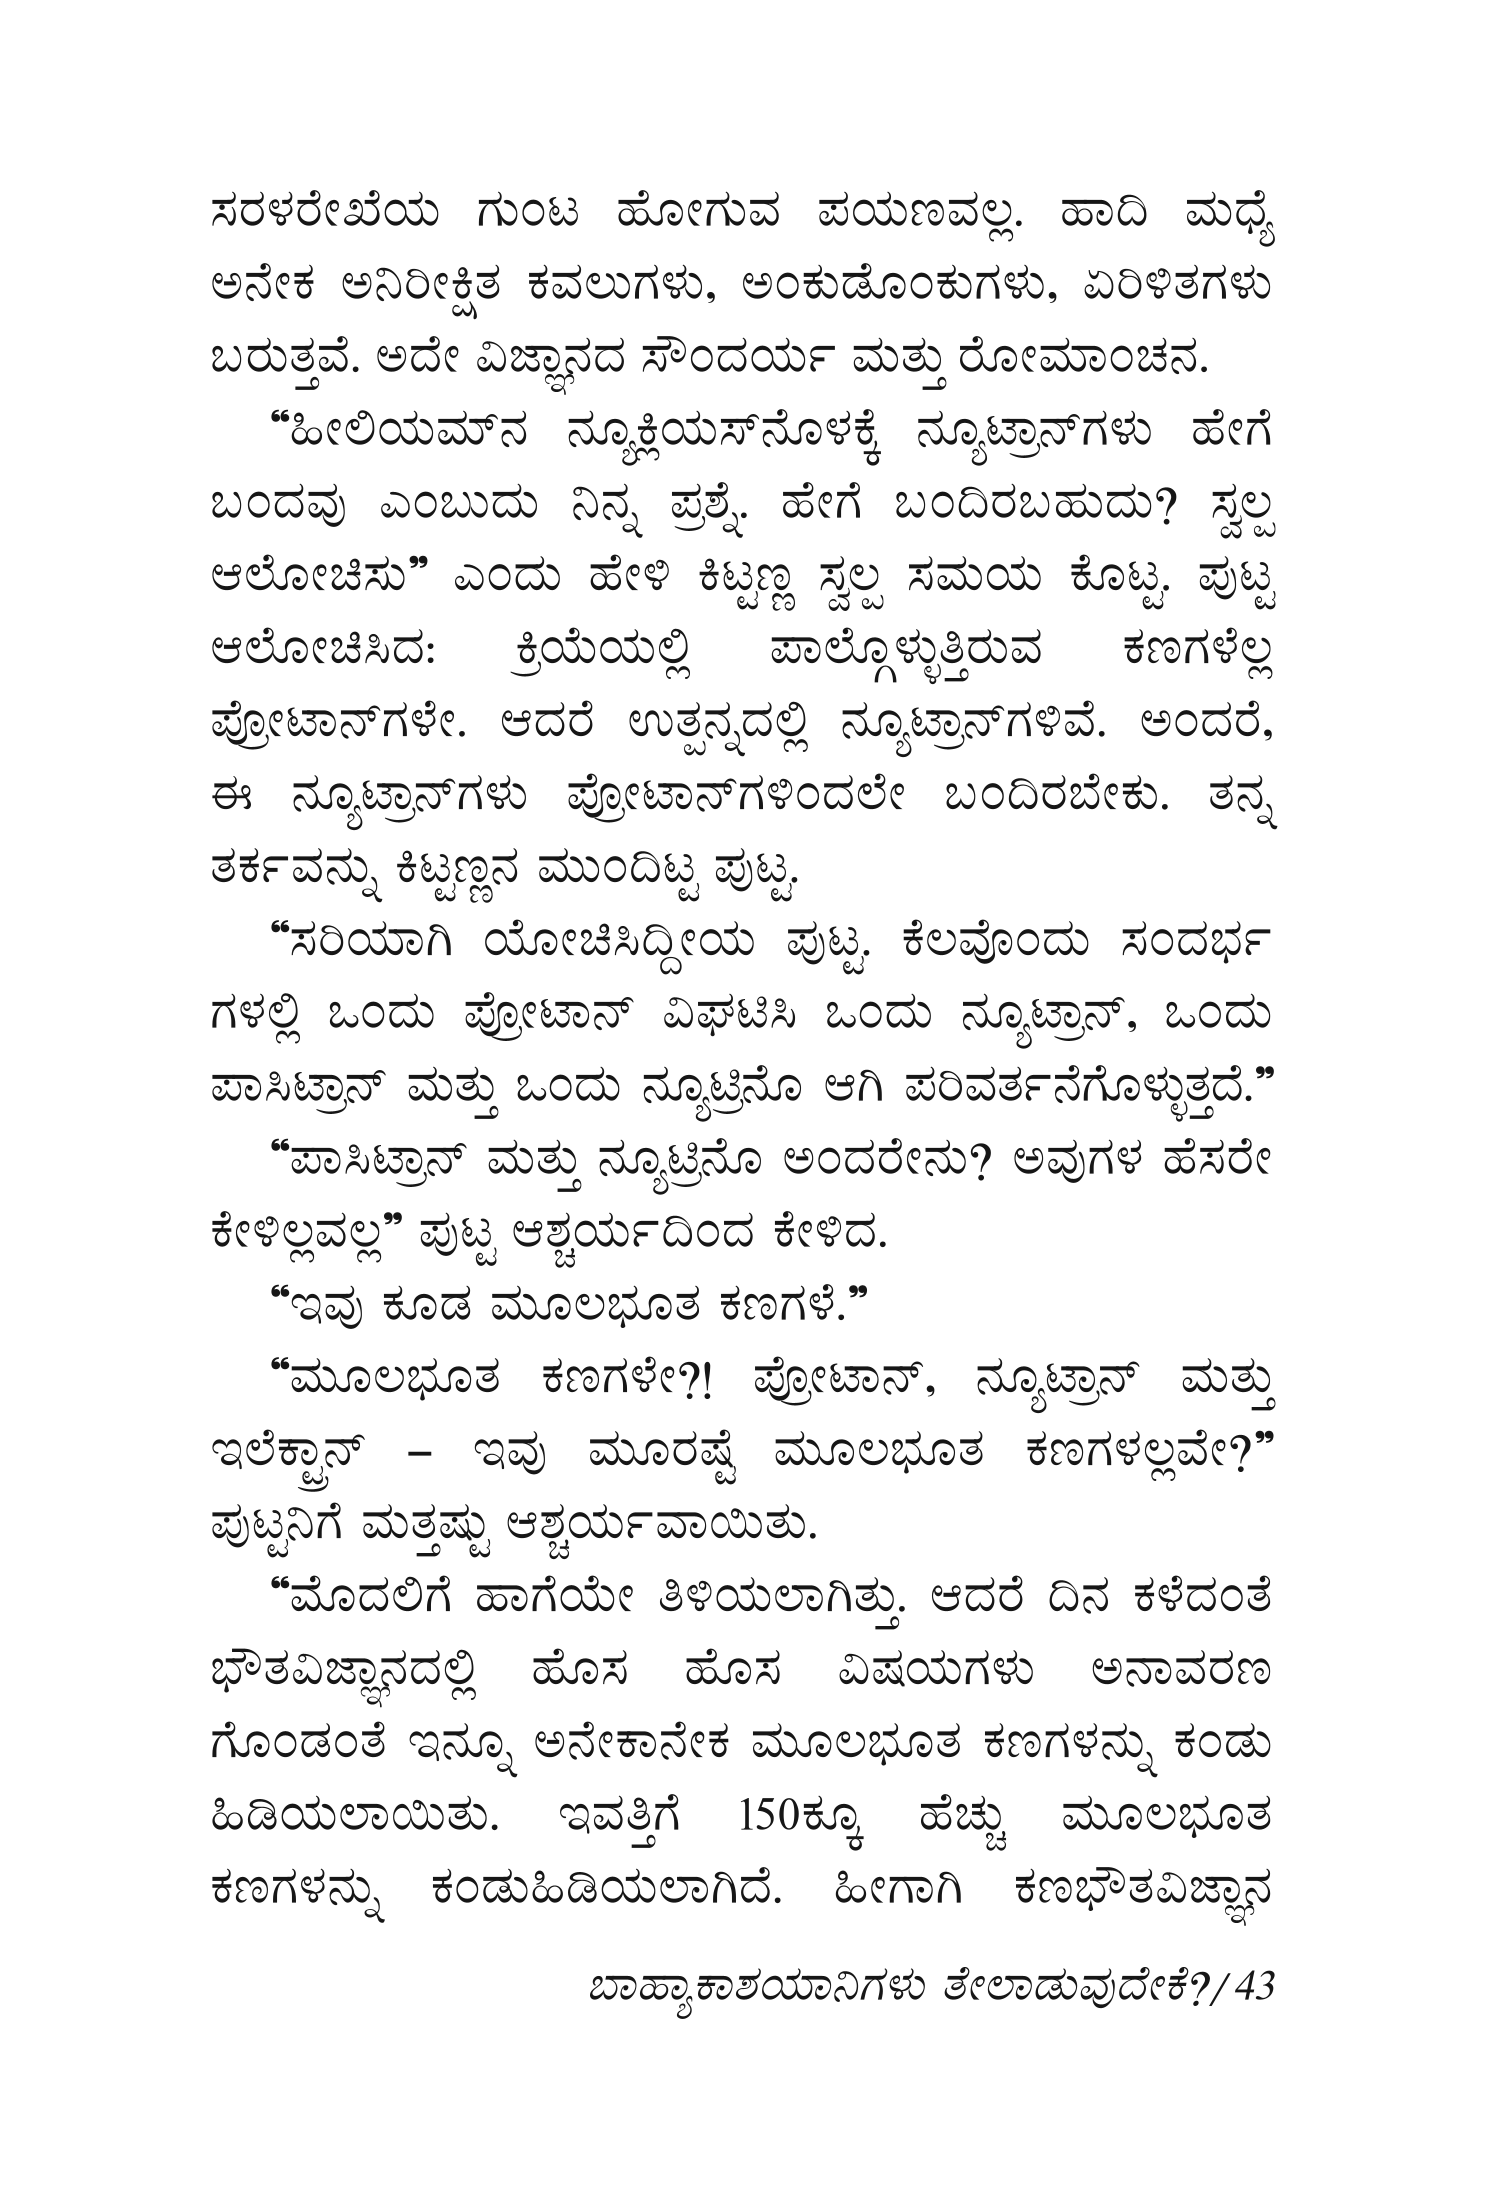 ಸರಳರೇಖೆಯ ಗುಂಟ ಹೋಗುವ ಪಯಣವಲ್ಲ. ಹಾದಿ ಮಧ್ಯೆ
ಅನೇಕ ಅನಿರೀಕ್ಷಿತ ಕವಲುಗಳು, ಅಂಕುಡೊಂಕುಗಳು, ಏರಿಳಿತಗಳು
ಬರುತ್ತವೆ. ಅದೇ ವಿಜ್ಞಾನದ ಸೌಂದರ್ಯ ಮತ್ತು ರೋಮಾಂಚನ.
“ಹೀಲಿಯಮ್‌ನ ನ್ಯೂಕ್ಲಿಯಸ್‌ನೊಳಕ್ಕೆ ನ್ಯೂಟ್ರಾನ್‌ಗಳು ಹೇಗೆ
ಬಂದವು ಎಂಬುದು ನಿನ್ನ ಪ್ರಶ್ನೆ. ಹೇಗೆ ಬಂದಿರಬಹುದು? ಸ್ವಲ್ಪ
ಆಲೋಚಿಸು” ಎಂದು ಹೇಳಿ ಕಿಟ್ಟಣ್ಣ ಸ್ವಲ್ಪ ಸಮಯ ಕೊಟ್ಟ. ಪುಟ್ಟ
ಆಲೋಚಿಸಿದ: ಕ್ರಿಯೆಯಲ್ಲಿ ಪಾಲ್ಗೊಳ್ಳುತ್ತಿರುವ ಕಣಗಳೆಲ್ಲ
ಪ್ರೋಟಾನ್‌ಗಳೇ. ಆದರೆ ಉತ್ಪನ್ನದಲ್ಲಿ ನ್ಯೂಟ್ರಾನ್‌ಗಳಿವೆ. ಅಂದರೆ,
ಈ ನ್ಯೂಟ್ರಾನ್‌ಗಳು ಪ್ರೋಟಾನ್‌ಗಳಿಂದಲೇ ಬಂದಿರಬೇಕು. ತನ್ನ
ತರ್ಕವನ್ನು ಕಿಟ್ಟಣ್ಣನ ಮುಂದಿಟ್ಟ ಪುಟ್ಟ.
“ಸರಿಯಾಗಿ ಯೋಚಿಸಿದ್ದೀಯ ಪುಟ್ಟ. ಕೆಲವೊಂದು ಸಂದರ್ಭ
ಗಳಲ್ಲಿ ಒಂದು ಪ್ರೋಟಾನ್ ವಿಘಟಿಸಿ ಒಂದು ನ್ಯೂಟ್ರಾನ್, ಒಂದು
ಪಾಸಿಟ್ರಾನ್ ಮತ್ತು ಒಂದು ನ್ಯೂಟ್ರಿನೊ ಆಗಿ ಪರಿವರ್ತನೆಗೊಳ್ಳುತ್ತದೆ.”
“ಪಾಸಿಟ್ರಾನ್ ಮತ್ತು ನ್ಯೂಟ್ರಿನೊ ಅಂದರೇನು? ಅವುಗಳ ಹೆಸರೇ
ಕೇಳಿಲ್ಲವಲ್ಲ” ಪುಟ್ಟ ಆಶ್ಚರ್ಯದಿಂದ ಕೇಳಿದ.
“ಇವು ಕೂಡ ಮೂಲಭೂತ ಕಣಗಳೆ.”
“ಮೂಲಭೂತ ಕಣಗಳೇ?! ಪ್ರೋಟಾನ್, ನ್ಯೂಟ್ರಾನ್ ಮತ್ತು
ಇಲೆಕ್ಟ್ರಾನ್ – ಇವು ಮೂರಷ್ಟೆ ಮೂಲಭೂತ ಕಣಗಳಲ್ಲವೇ?”
ಪುಟ್ಟನಿಗೆ ಮತ್ತಷ್ಟು ಆಶ್ಚರ್ಯವಾಯಿತು.
“ಮೊದಲಿಗೆ ಹಾಗೆಯೇ ತಿಳಿಯಲಾಗಿತ್ತು. ಆದರೆ ದಿನ ಕಳೆದಂತೆ
ಭೌತವಿಜ್ಞಾನದಲ್ಲಿ ಹೊಸ ಹೊಸ ವಿಷಯಗಳು ಅನಾವರಣ
ಗೊಂಡಂತೆ ಇನ್ನೂ ಅನೇಕಾನೇಕ ಮೂಲಭೂತ ಕಣಗಳನ್ನು ಕಂಡು
ಹಿಡಿಯಲಾಯಿತು. ಇವತ್ತಿಗೆ 150ಕ್ಕೂ ಹೆಚ್ಚು ಮೂಲಭೂತ
ಕಣಗಳನ್ನು ಕಂಡುಹಿಡಿಯಲಾಗಿದೆ. ಹೀಗಾಗಿ ಕಣಭೌತವಿಜ್ಞಾನ
ಬಾಹ್ಯಾಕಾಶಯಾನಿಗಳು ತೇಲಾಡುವುದೇಕೆ?/ 43